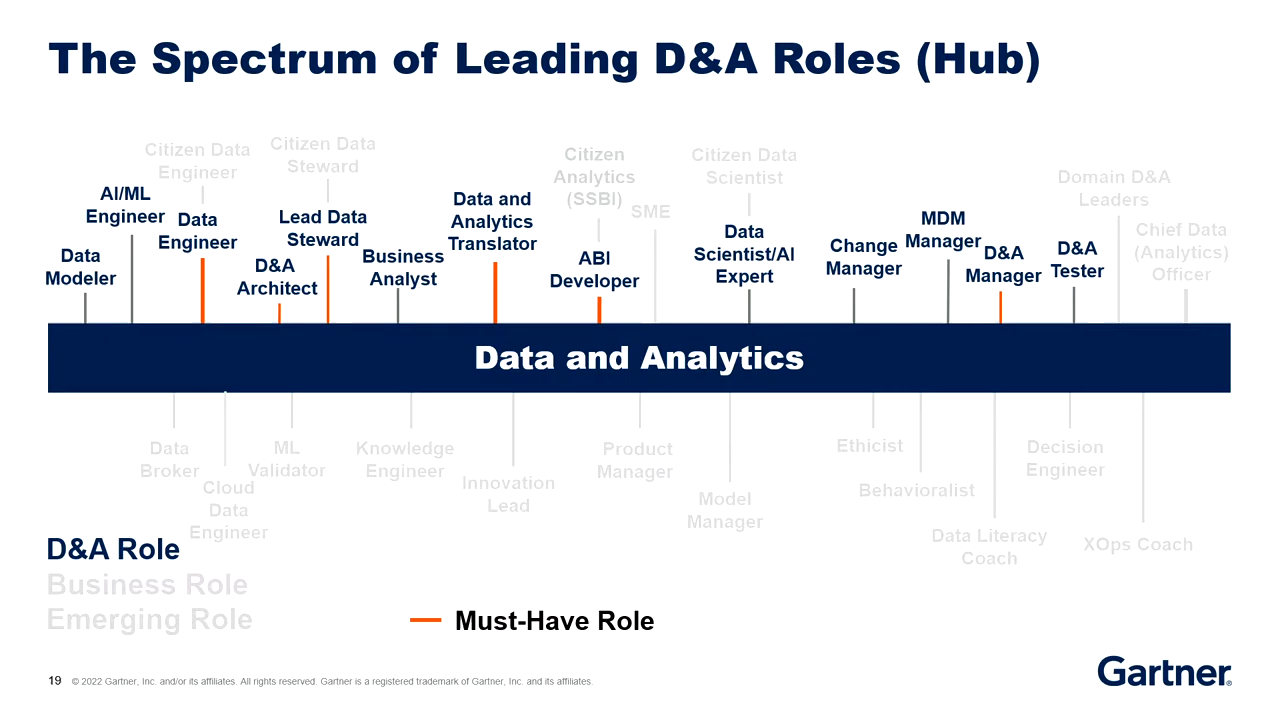 The Spectrum of Leading D&A Roles (Hub)
Citizen Data
Engineer
Citizen Data
Steward
Citizen
Analytics
(SSBI)
SME
Citizen Data
Scientist
Domain D&A
Leaders
Chief Data
(Analytics)
Officer
Data
Modeler
AI/ML
Engineer
Data
Engineer
D&A
Architect
Lead Data
Steward
Business
Analyst
Data and
Analytics
Translator
ABI
Developer
Data
Scientist/AI
Expert
Change
Manager
MDM
Manager
D&A
Manager
D&A
Tester
Data and Analytics
Data
Broker
Cloud
Data
Engineer
ML
Validator
Knowledge
Engineer
Innovation
Lead
Product
Manager
Model
Manager
Ethicist
Behavioralist
Data Literacy
Coach
Decision
Engineer
XOps Coach
D&A Role
Business Role
Emerging Role
Must-Have Role
19 © 2022 Gartner, Inc. and/or its affiliates. All rights reserved. Gartner is a registered trademark of Gartner, Inc. and its affiliates.
Gartner®